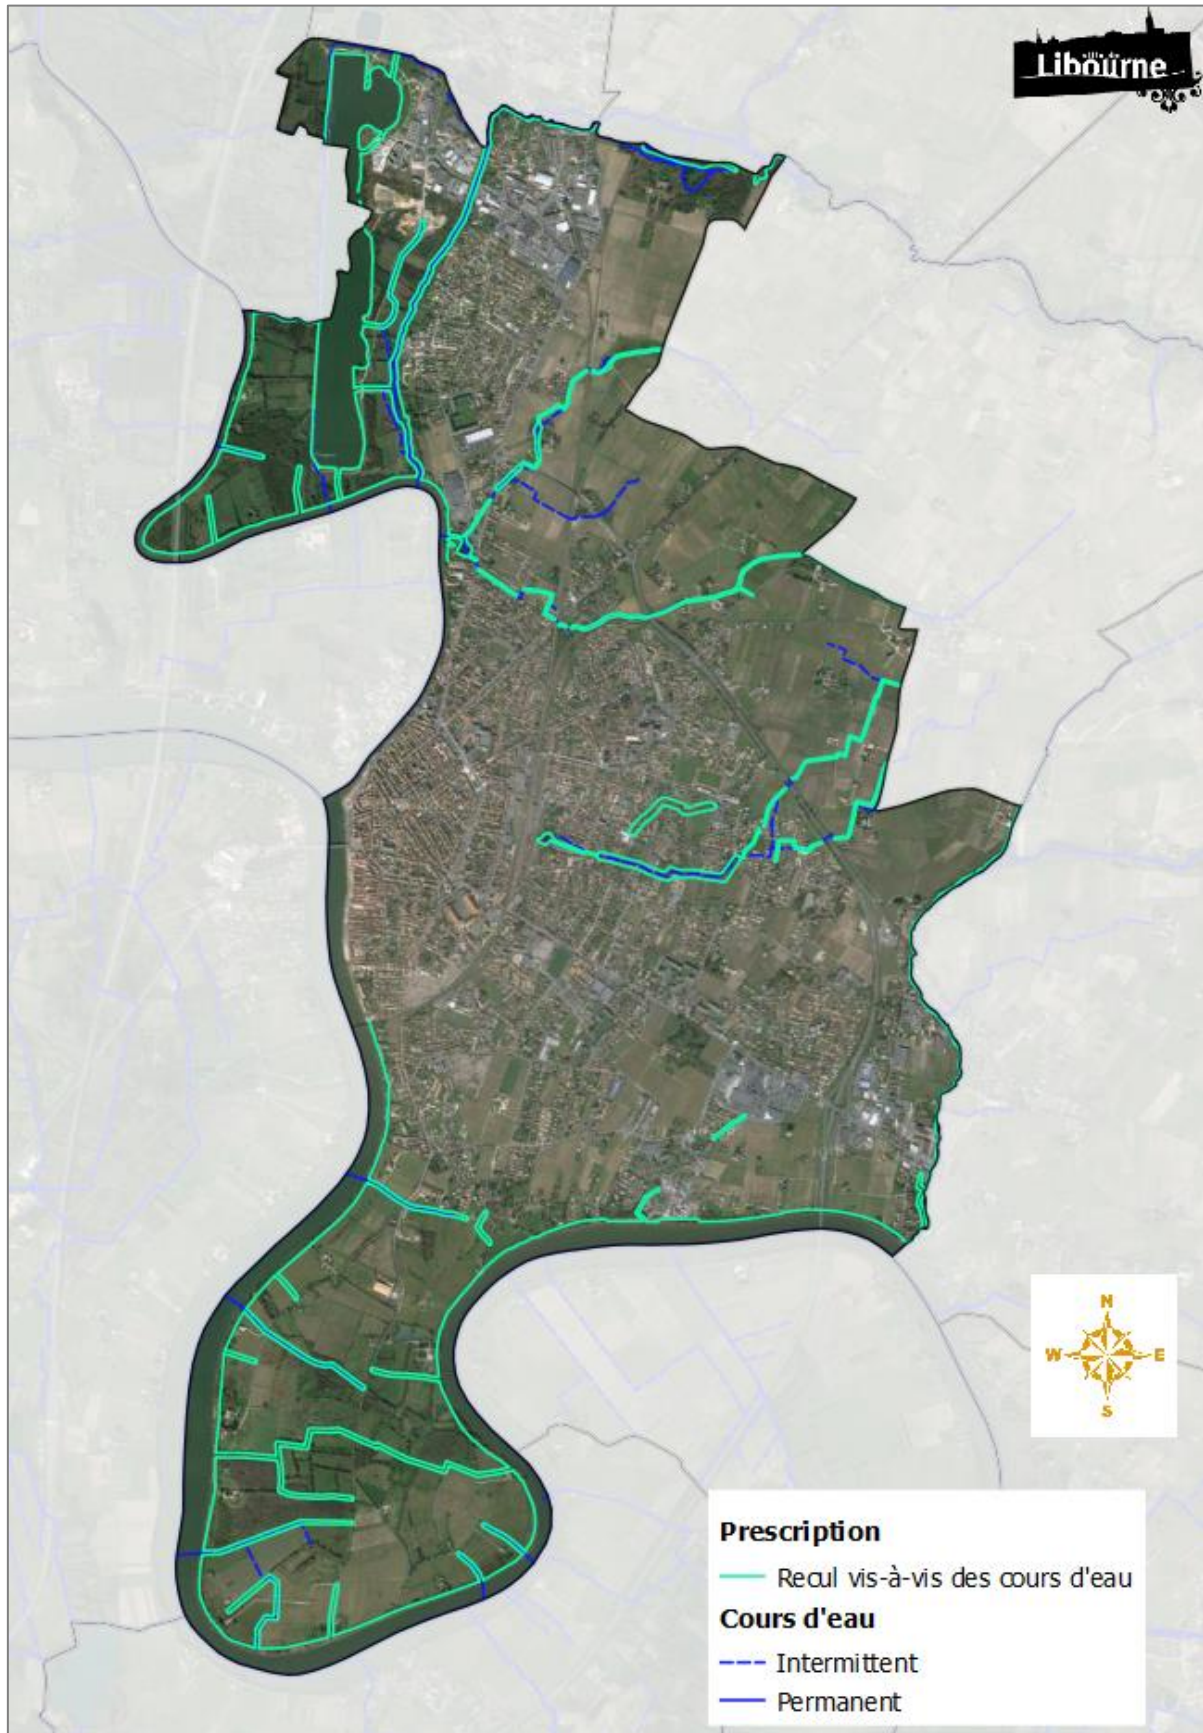 ville de
Libourne
N
W E
S
Prescription
Recul vis-à-vis des cours d'eau
Cours d'eau
Intermittent
Permanent